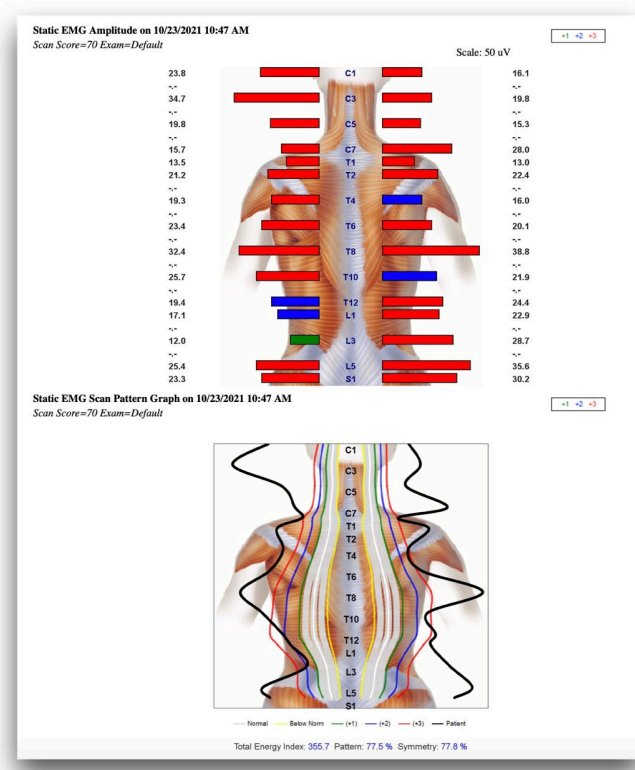 Static EMG Amplitude on 10/23/2021 10:47 AM
Scan Score=70 Exam=Default
+1 +2 +3
Scale: 50 uV
23.8 C1 16.1
-.- -.-
34.7 C3 19.8
-.- -.-
19.8 C5 15.3
-.- -.-
15.7 C7 28.0
13.5 T1 13.0
21.2 T2 22.4
-.- -.-
19.3 T4 16.0
-.- -.-
23.4 T6 20.1
-.- -.-
32.4 T8 38.8
-.- -.-
25.7 T10 21.9
-.- -.-
19.4 T12 24.4
17.1 L1 22.9
-.- -.-
12.0 L3 28.7
-.- -.-
25.4 L5 35.6
23.3 S1 30.2
Static EMG Scan Pattern Graph on 10/23/2021 10:47 AM
Scan Score=70 Exam=Default
+1 +2 +3
C1
C3
C5
C7
T1
T2
T4
T6
T8
T10
T12
L1
L3
L5
S1
Normal Below Norm (+1) (+2) (+3) Patient
Total Energy Index: 355.7 Pattern: 77.5 % Symmetry: 77.8 %